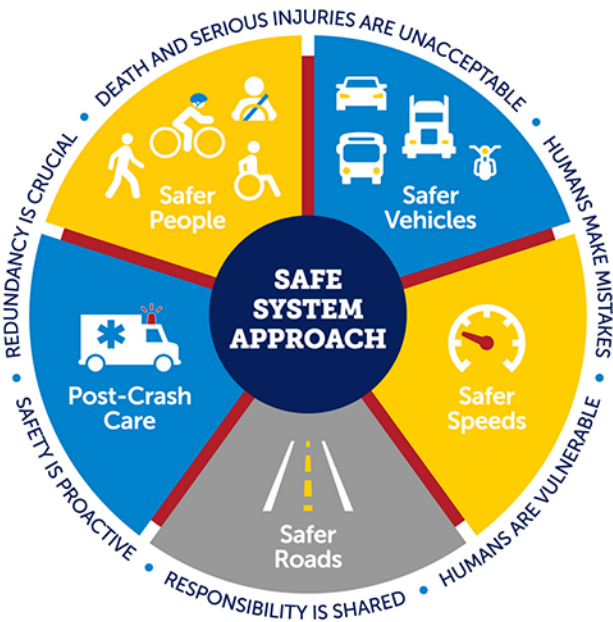 DEATH AND SERIOUS INJURIES ARE UNACCEPTABLE
HUMANS MAKE MISTAKES
HUMANS ARE VULNERABLE
RESPONSIBILITY IS SHARED
SAFETY IS PROACTIVE
REDUNDANCY IS CRUCIAL
Safer
People
Safer
Vehicles
SAFE
SYSTEM
APPROACH
Post-Crash
Care
Safer
Speeds
Safer
Roads